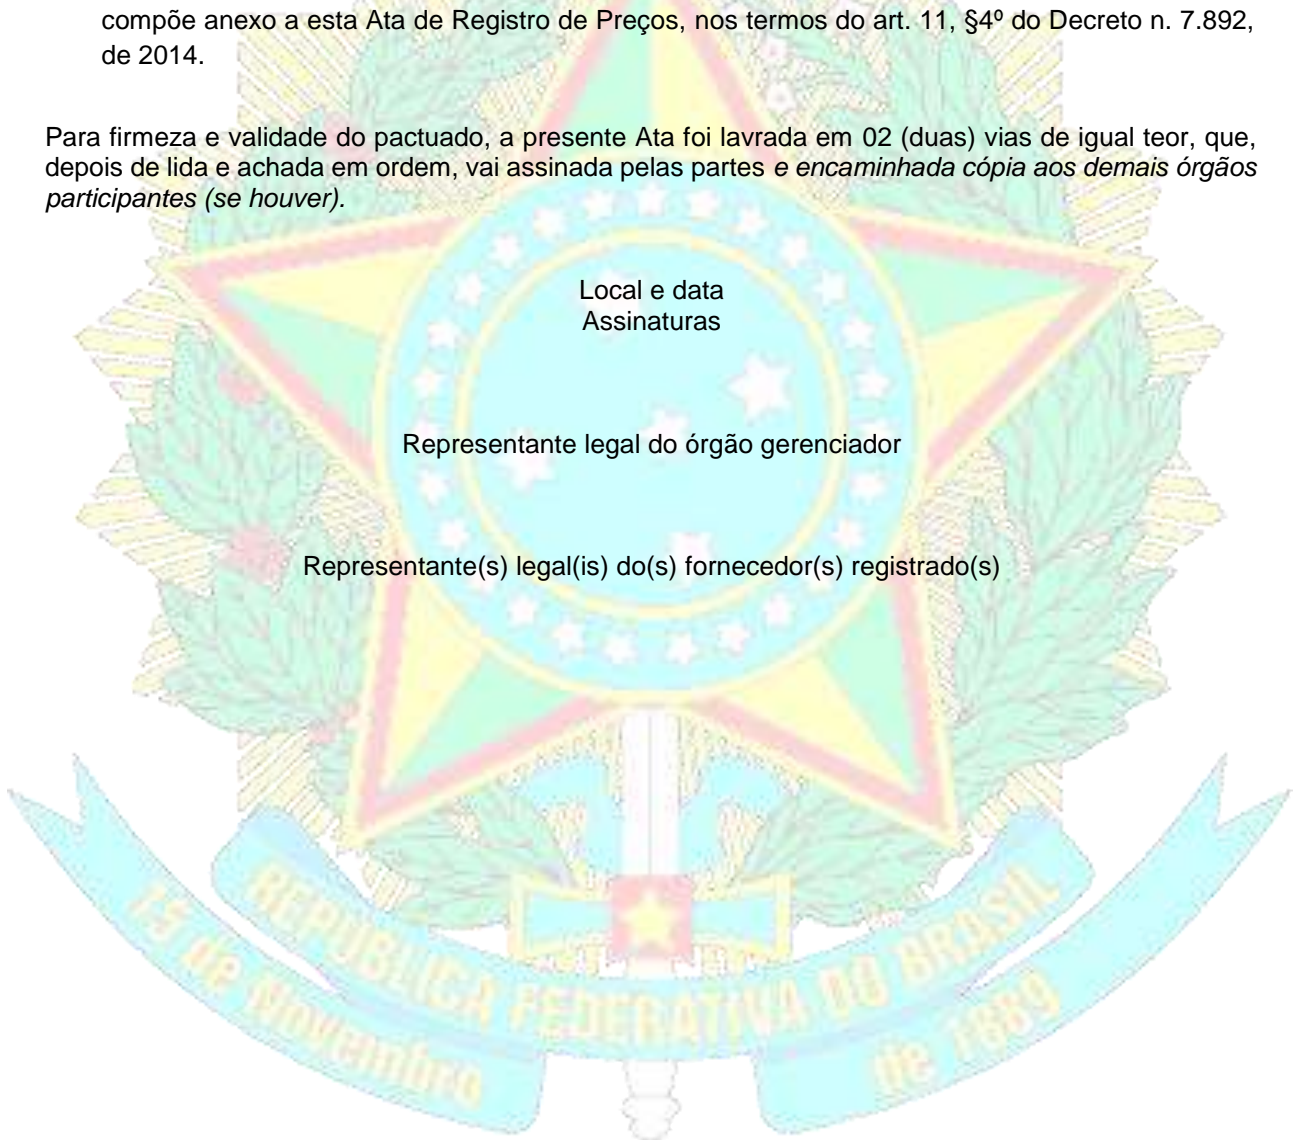 compõe anexo a esta Ata de Registro de Preços, nos termos do art. 11, §4º do Decreto n. 7.892,
de 2014.
Para firmeza e validade do pactuado, a presente Ata foi lavrada em 02 (duas) vias de igual teor, que,
depois de lida e achada em ordem, vai assinada pelas partes e encaminhada cópia aos demais órgãos
participantes (se houver).
Local e data
Assinaturas
Representante legal do órgão gerenciador
Representante(s) legal(is) do(s) fornecedor(s) registrado(s)
REPÚBLICA FEDERATIVA DO BRASIL
15 de Novembro
de 1889